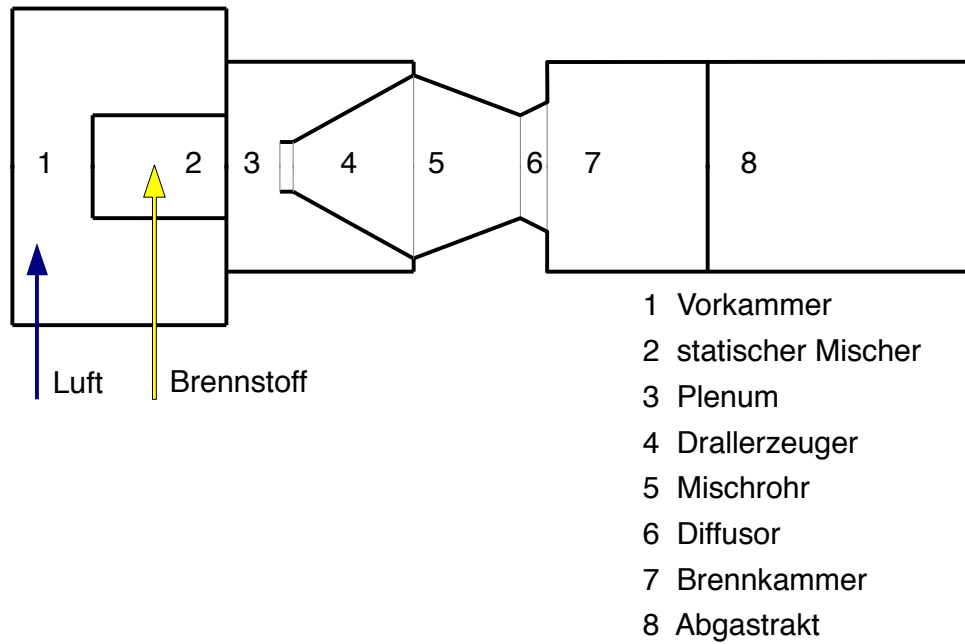 1 2 3 4 5 6 7 8
Luft
Brennstoff
1 Vorkammer
2 statischer Mischer
3 Plenum
4 Drallerzeuger
5 Mischrohr
6 Diffusor
7 Brennkammer
8 Abgastrakt